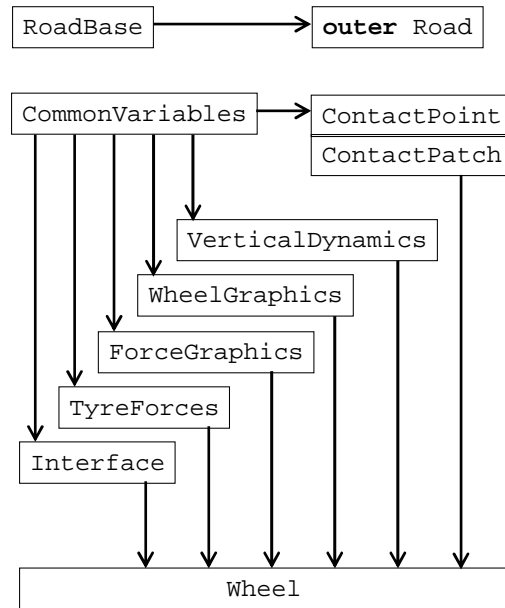 RoadBase
outer Road
CommonVariables
ContactPoint
ContactPatch
VerticalDynamics
WheelGraphics
ForceGraphics
TyreForces
Interface
Wheel